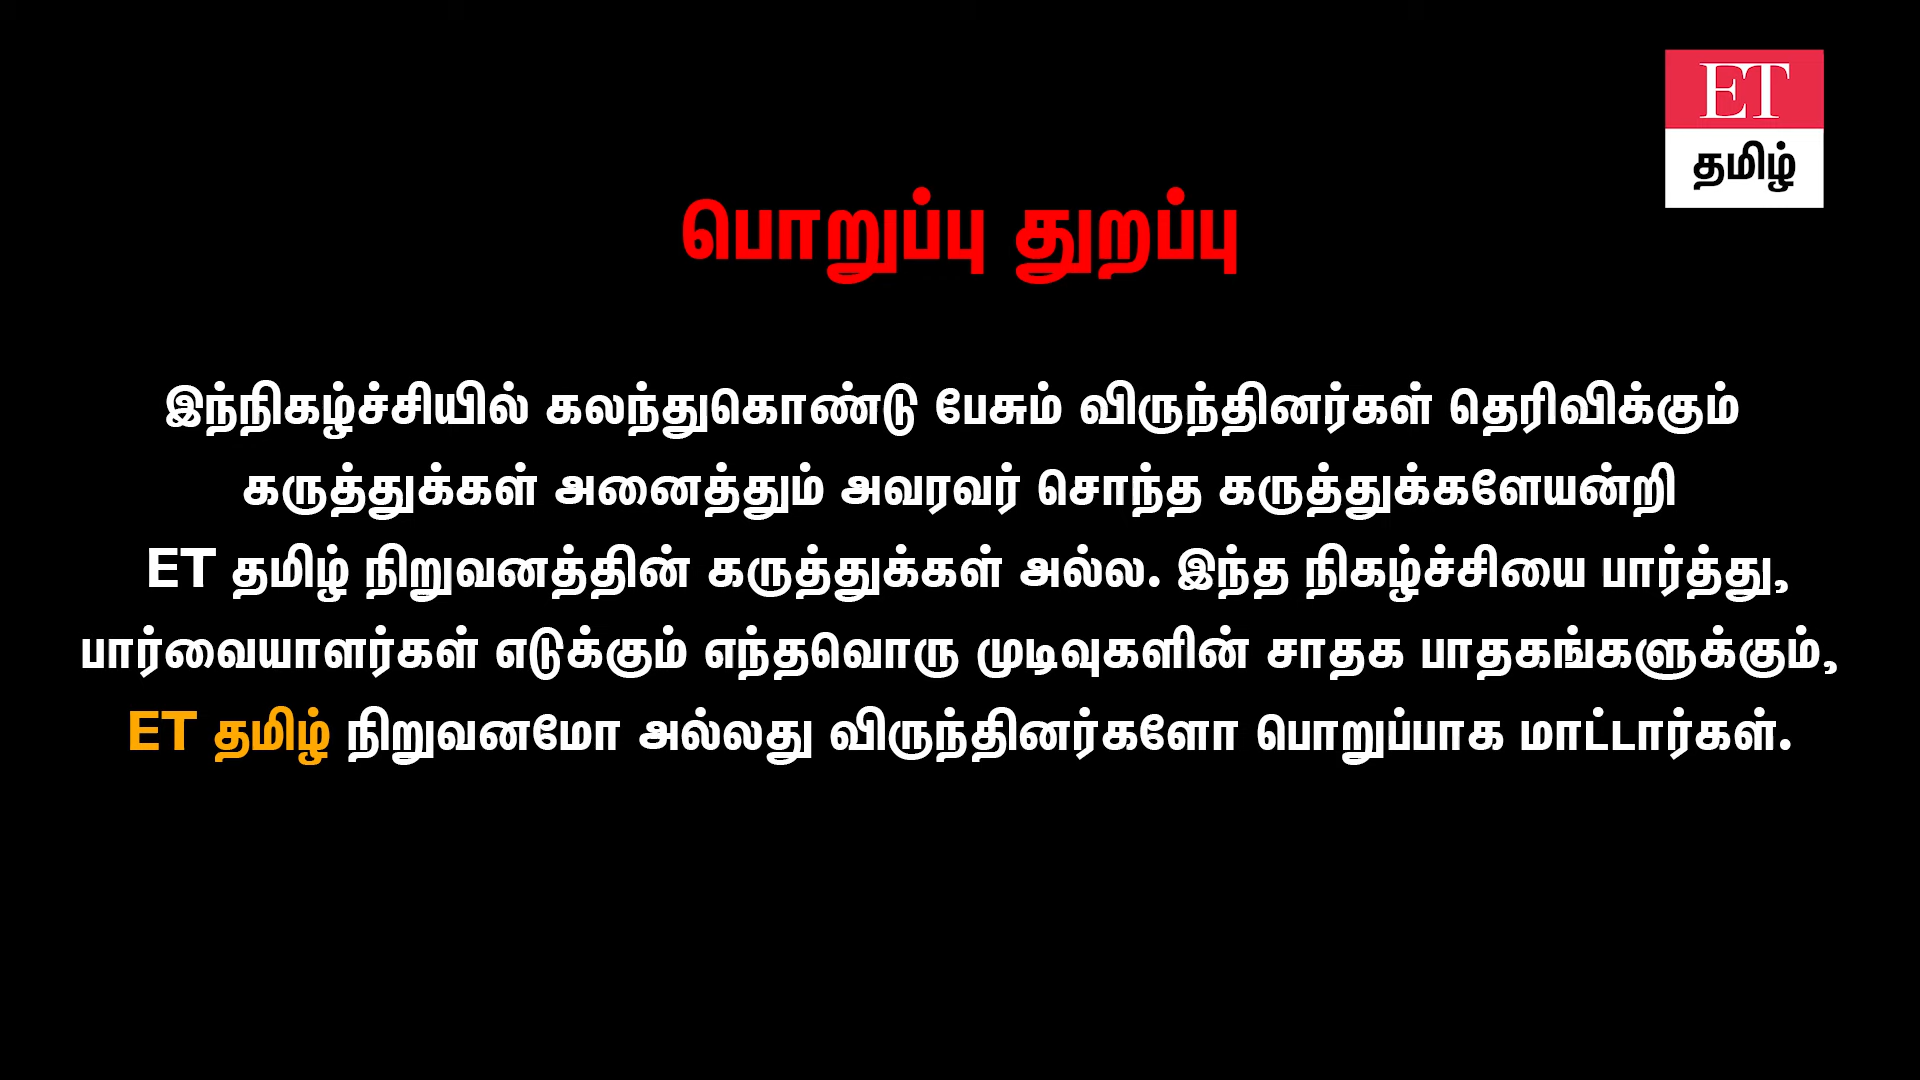 ET
தமிழ்
பொறுப்பு துறப்பு
இந்நிகழ்ச்சியில் கலந்துகொண்டு பேசும் விருந்தினர்கள் தெரிவிக்கும்
கருத்துக்கள் அனைத்தும் அவரவர் சொந்த கருத்துக்களேயன்றி
ET தமிழ் நிறுவனத்தின் கருத்துக்கள் அல்ல. இந்த நிகழ்ச்சியை பார்த்து,
பார்வையாளர்கள் எடுக்கும் எந்தவொரு முடிவுகளின் சாதக பாதகங்களுக்கும்,
ET தமிழ் நிறுவனமோ அல்லது விருந்தினர்களோ பொறுப்பாக மாட்டார்கள்.